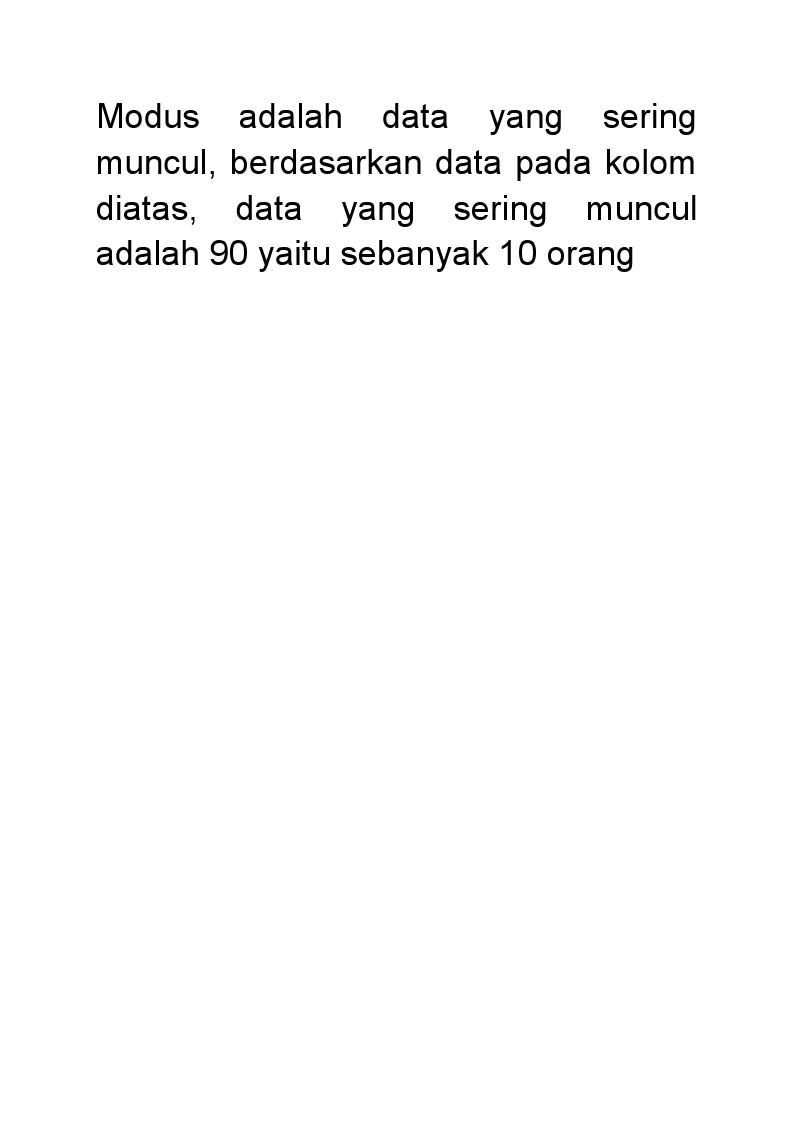 Modus adalah data yang sering
muncul, berdasarkan data pada kolom
diatas, data yang sering muncul
adalah 90 yaitu sebanyak 10 orang